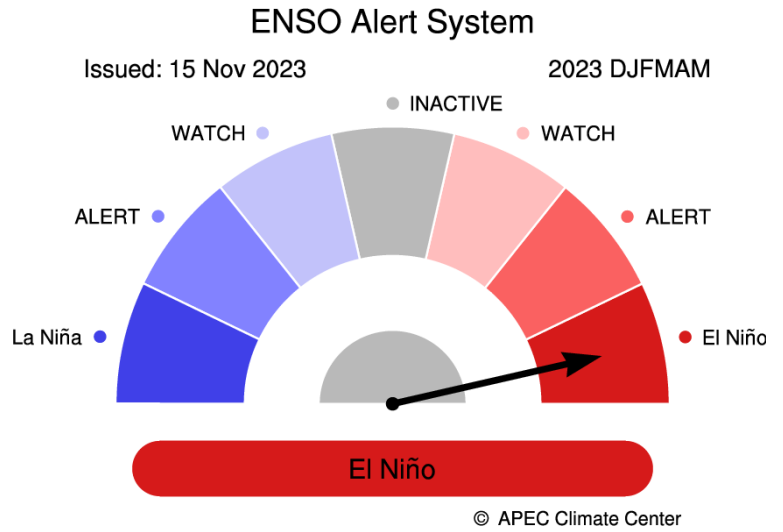 ENSO Alert System
Issued: 15 Nov 2023
2023 DJFMAM
INACTIVE
WATCH
WATCH
ALERT
ALERT
La Niña
El Niño
El Niño
© APEC Climate Center